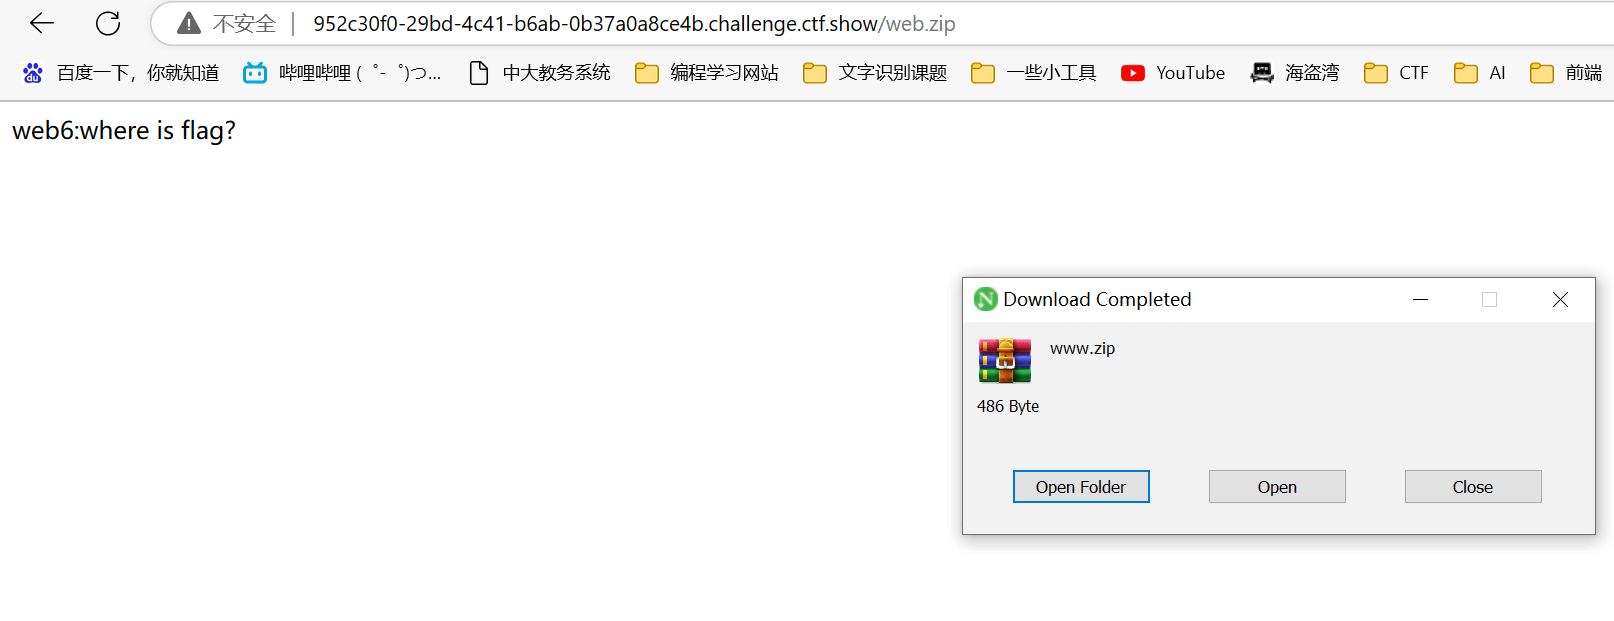 不安全 952c30f0-29bd-4c41-b6ab-0b37a0a8ce4b.challenge.ctf.show/web.zip
百度一下，你就知道 哔哩哔哩 (゜-゜)つ... 中大教务系统 编程学习网站 文字识别课题 一些小工具 YouTube 海盗湾 CTF AI 前端
web6:where is flag?
Download Completed
www.zip
486 Byte
Open Folder Open Close